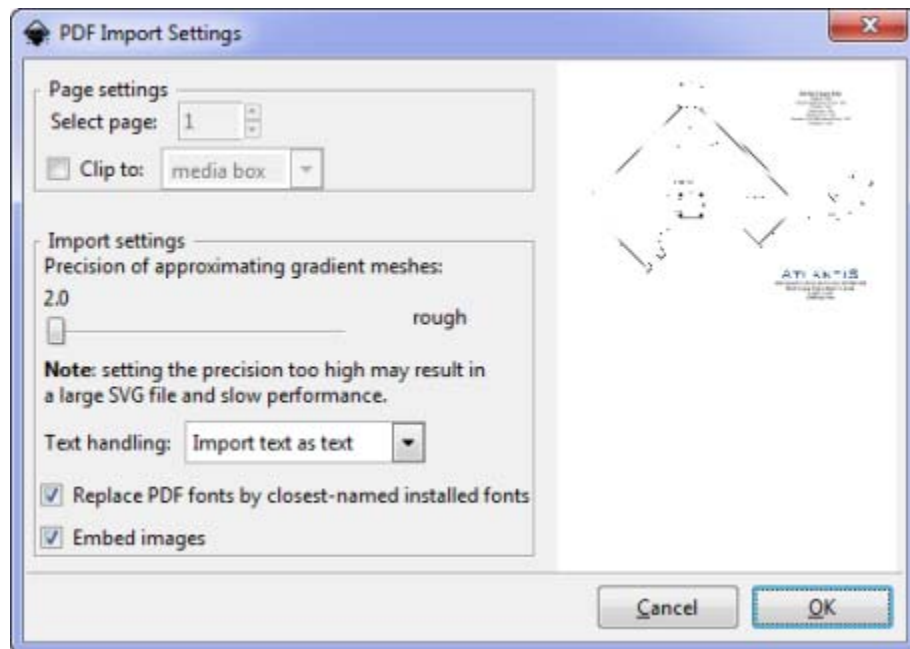 PDF Import Settings
Page settings
Select page: 1
Clip to: media box
Import settings
Precision of approximating gradient meshes:
2.0
rough
Note: setting the precision too high may result in
a large SVG file and slow performance.
Text handling: Import text as text
Replace PDF fonts by closest-named installed fonts
Embed images
ATLANTIS
Cancel OK